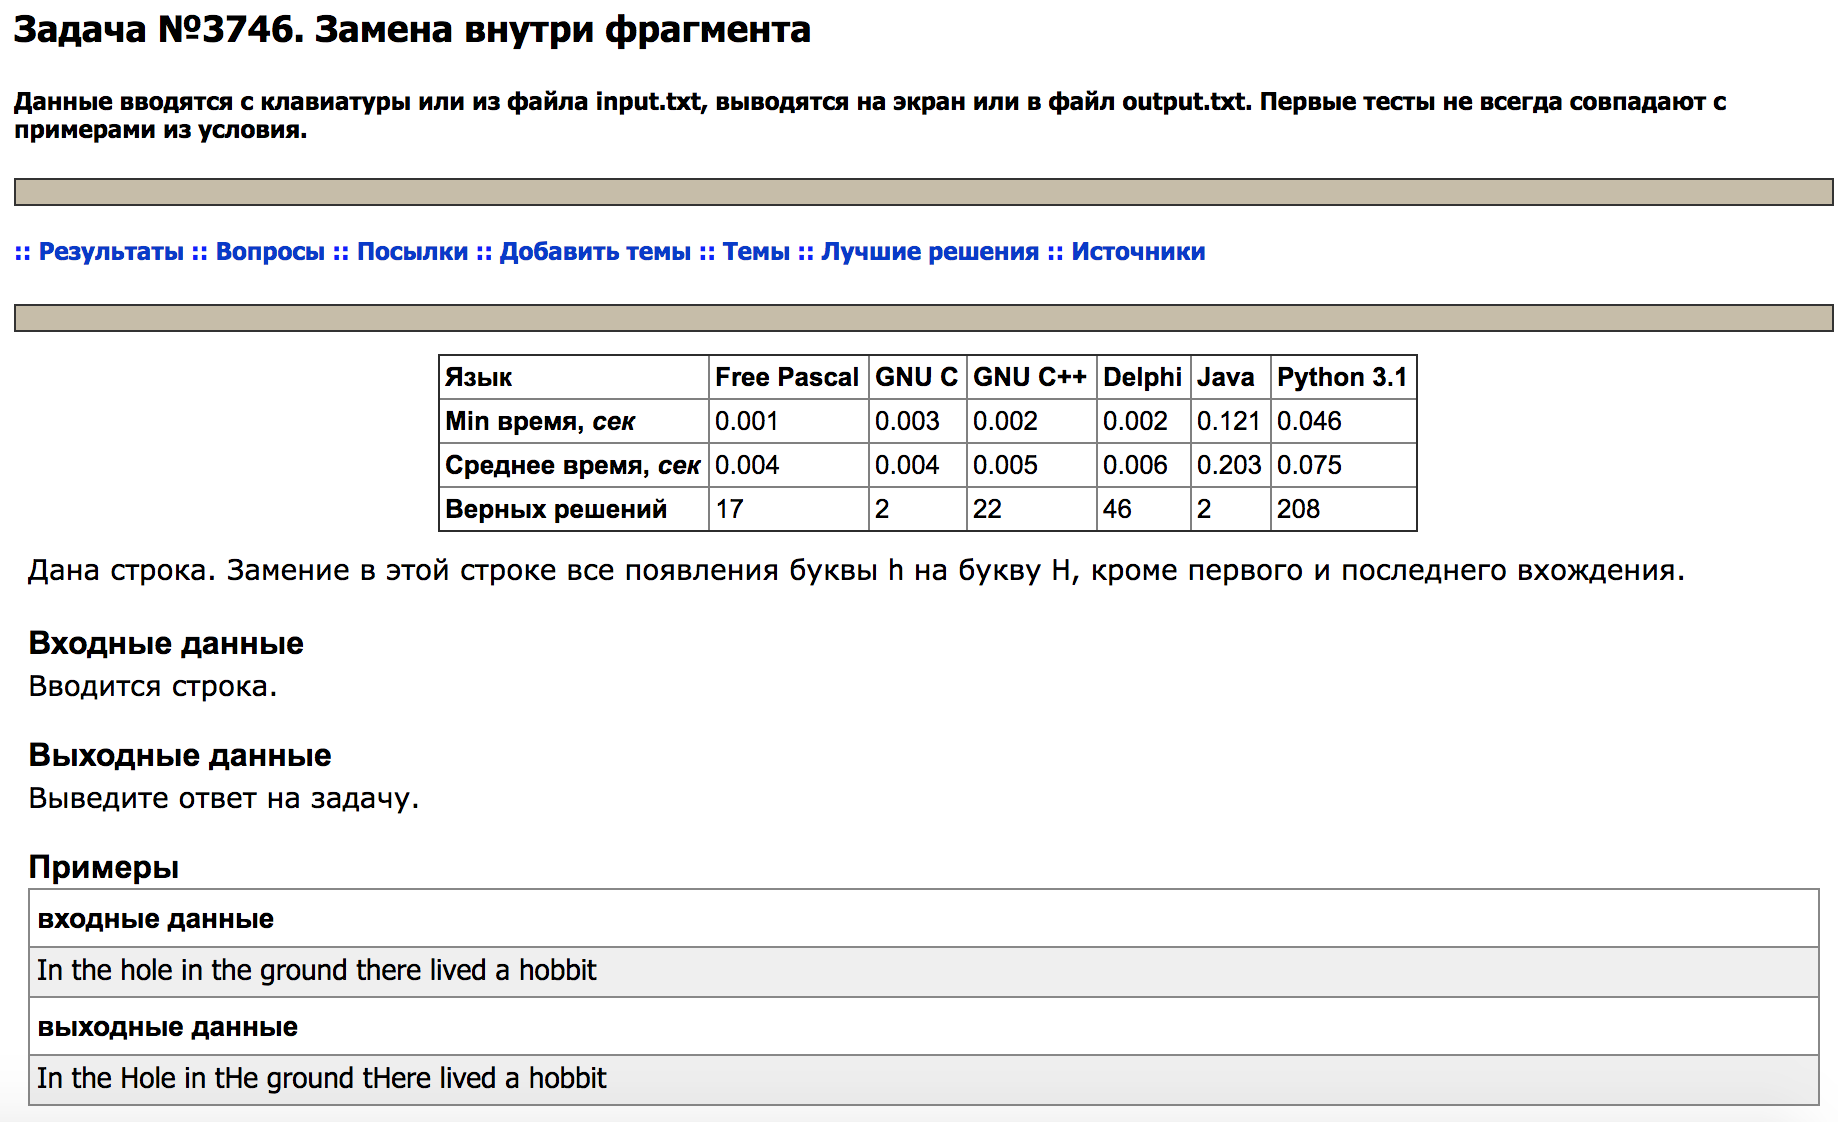 Задача №3746. Замена внутри фрагмента
Данные вводятся с клавиатуры или из файла input.txt, выводятся на экран или в файл output.txt. Первые тесты не всегда совпадают с
примерами из условия.
:: Результаты :: Вопросы :: Посылки :: Добавить темы :: Темы :: Лучшие решения :: Источники
Язык Free Pascal GNU C GNU C++ Delphi Java Python 3.1
Min время, сек 0.001 0.003 0.002 0.002 0.121 0.046
Среднее время, сек 0.004 0.004 0.005 0.006 0.203 0.075
Верных решений 17 2 22 46 2 208
Дана строка. Замение в этой строке все появления буквы h на букву H, кроме первого и последнего вхождения.
Входные данные
Вводится строка.
Выходные данные
Выведите ответ на задачу.
Примеры
входные данные
In the hole in the ground there lived a hobbit
выходные данные
In the Hole in tHe ground tHere lived a hobbit